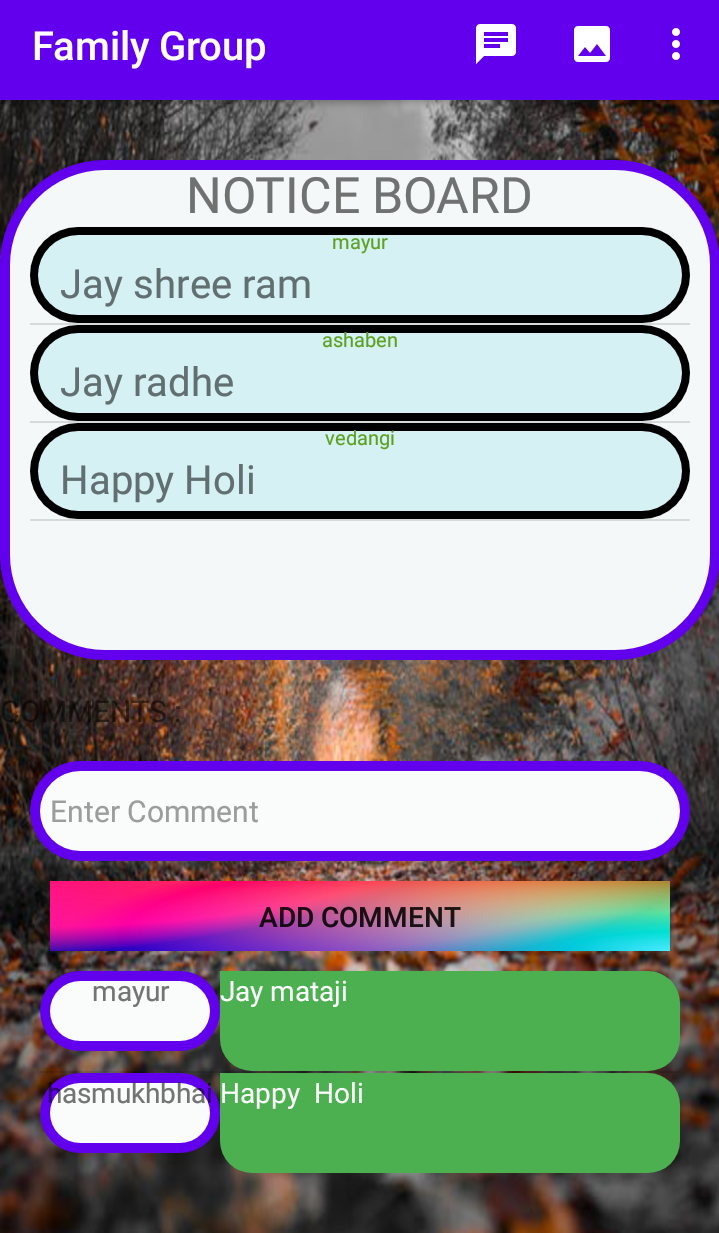 Family Group
NOTICE BOARD
mayur
Jay shree ram
ashaben
Jay radhe
vedangi
Happy Holi
COMMENTS :
Enter Comment
ADD COMMENT
mayur
Jay mataji
hasmukhbhai
Happy  Holi